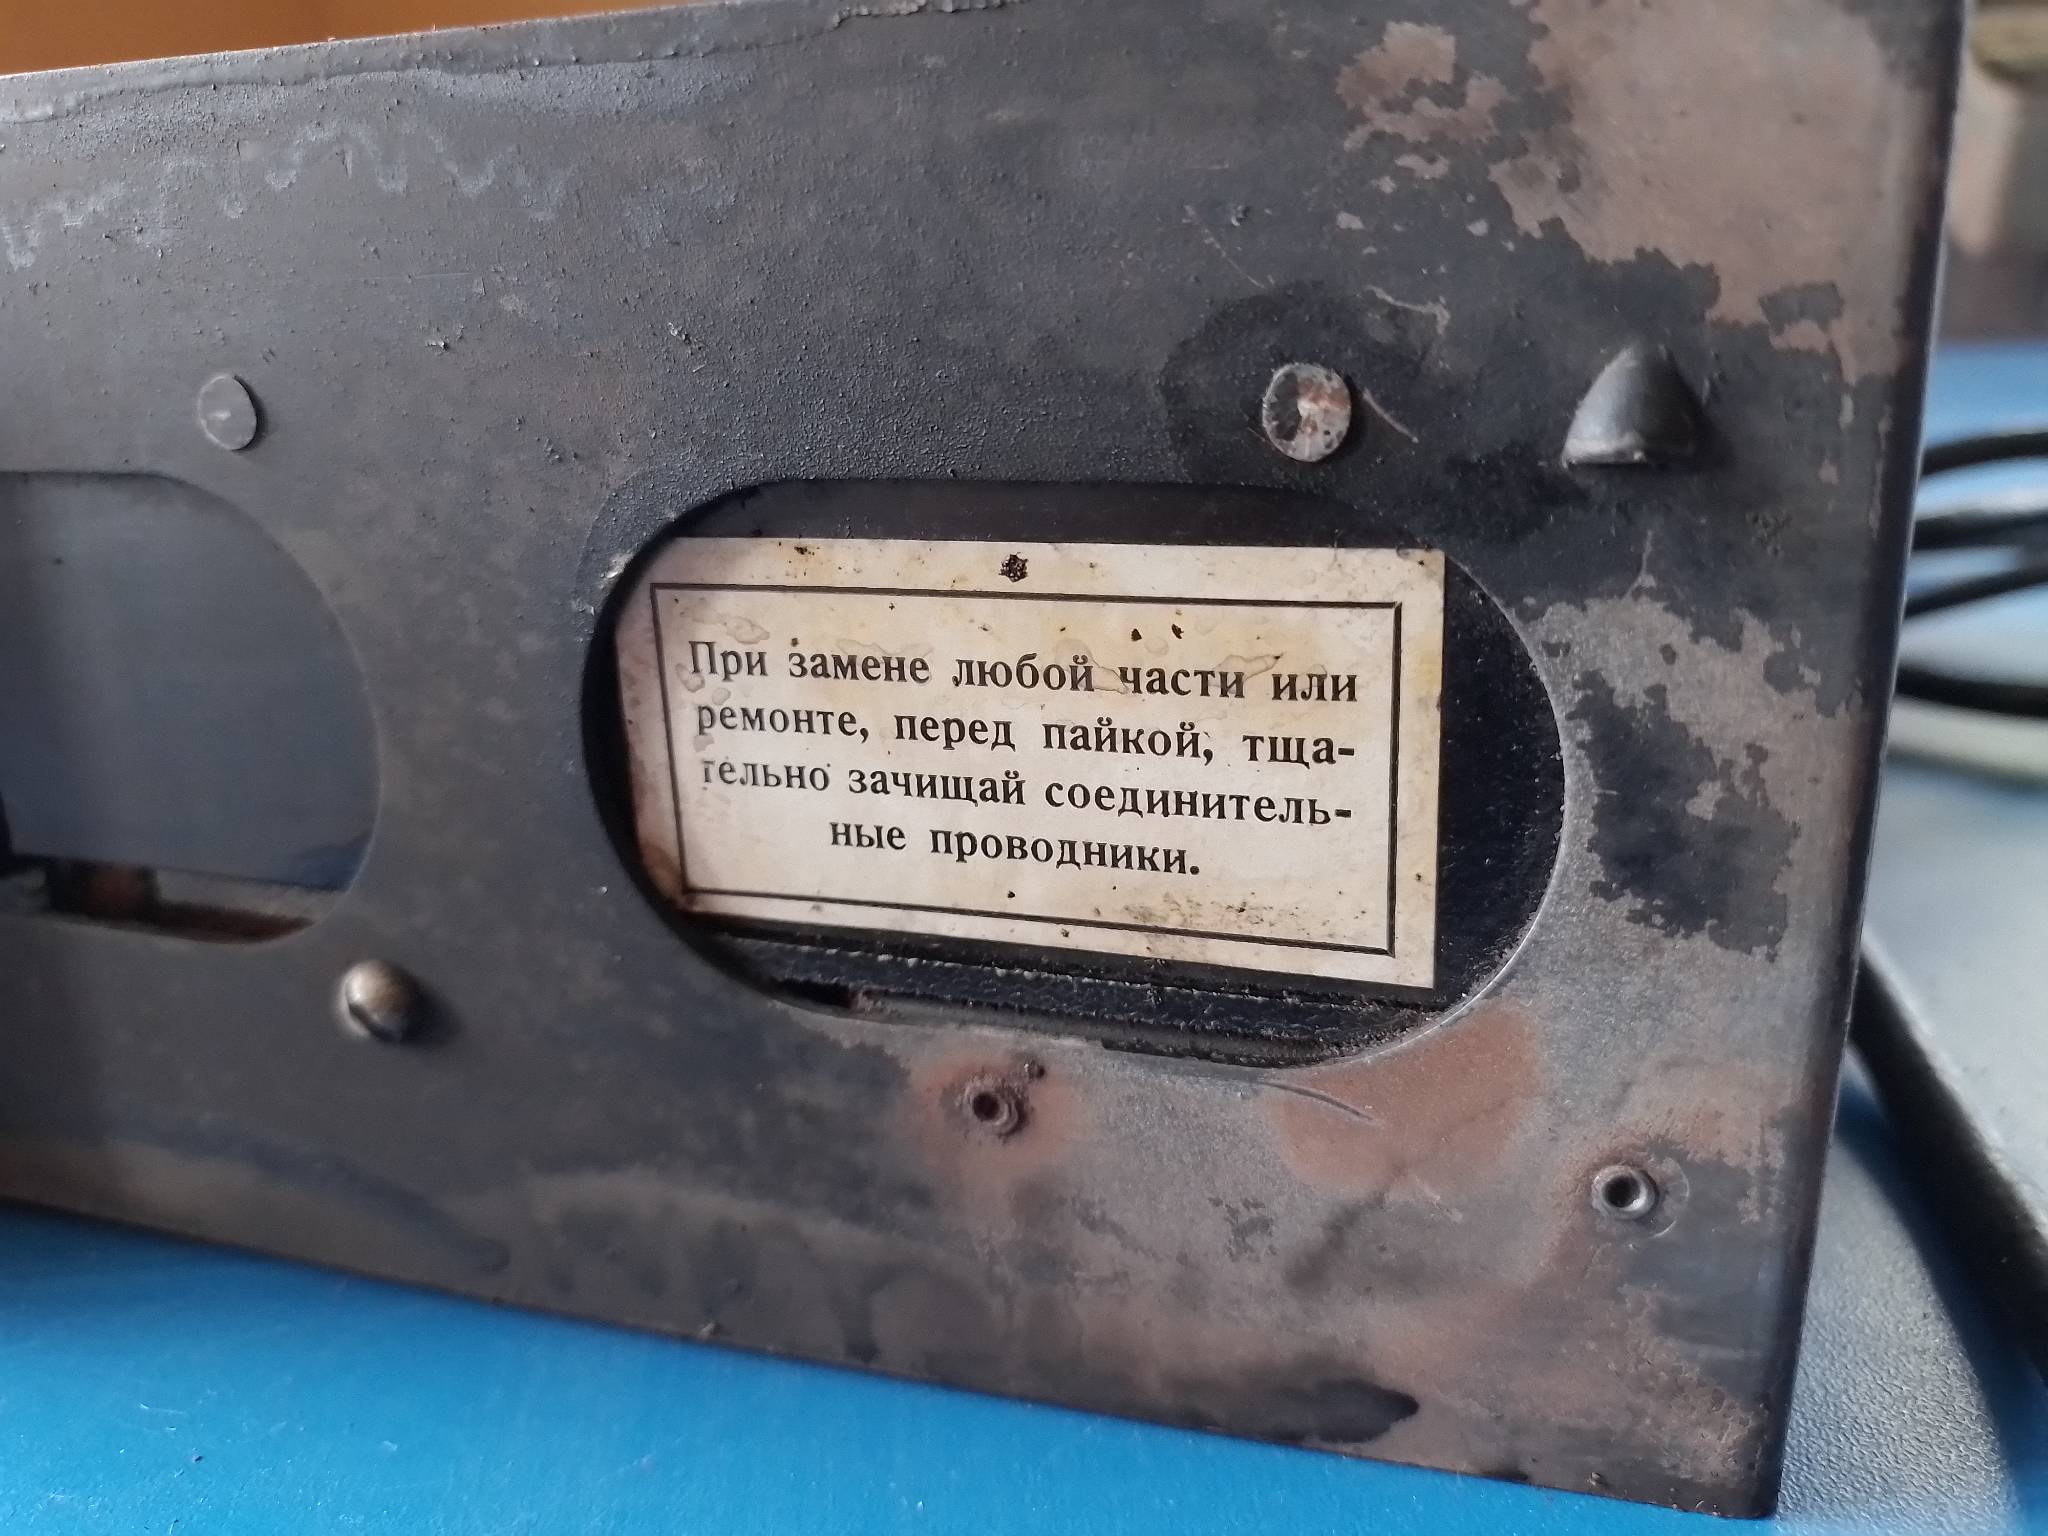 При замене любой части или
ремонте, перед пайкой, тща-
тельно зачищай соединитель-
ные проводники.